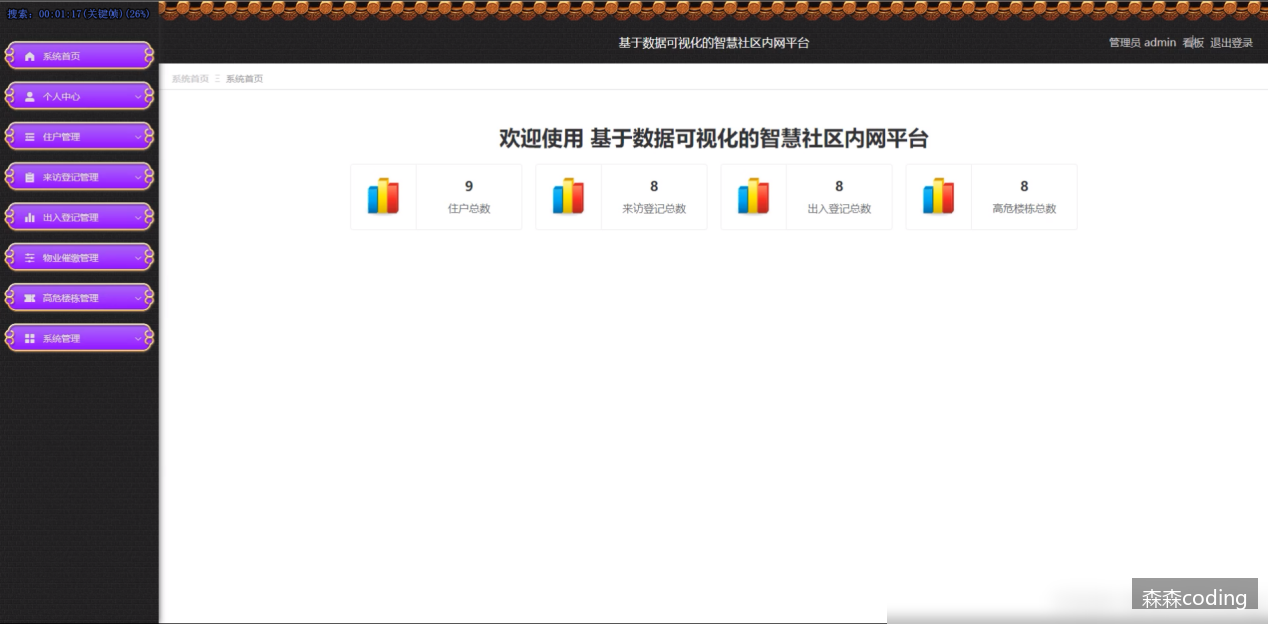 搜索: 00:01.17(关键帧)(26%)
基于数据可视化的智慧社区内网平台
管理员 admin 看板 退出登录
系统首页
个人中心
住户管理
来访登记管理
出入登记管理
物业催缴管理
高危楼栋管理
系统管理
系统首页 Ξ 系统首页
欢迎使用 基于数据可视化的智慧社区内网平台
9
住户总数
8
来访登记总数
8
出入登记总数
8
高危楼栋总数
森森coding